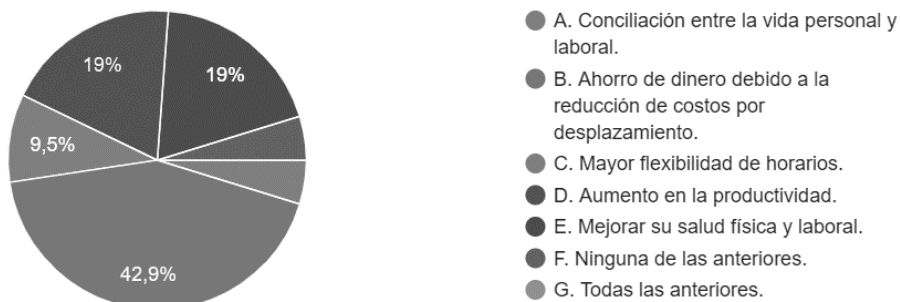 19%
19%
9,5%
42,9%
A. Conciliación entre la vida personal y
laboral.
B. Ahorro de dinero debido a la
reducción de costos por
desplazamiento.
C. Mayor flexibilidad de horarios.
D. Aumento en la productividad.
E. Mejorar su salud física y laboral.
F. Ninguna de las anteriores.
G. Todas las anteriores.